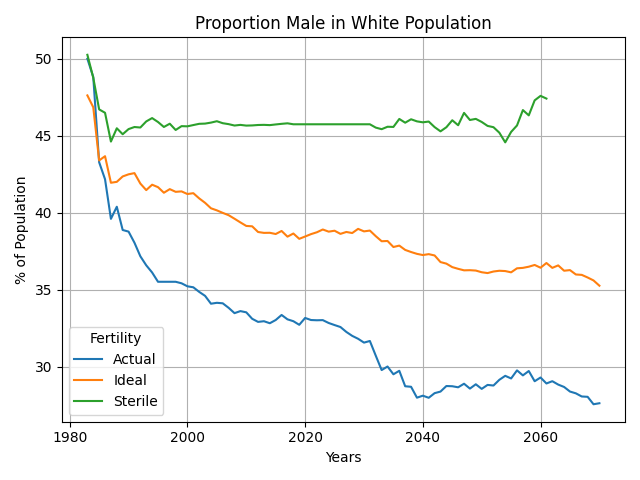 Proportion Male in White Population
% of Population
50
45
40
35
30
Fertility
Actual
Ideal
Sterile
1980
2000
2020
2040
2060
Years